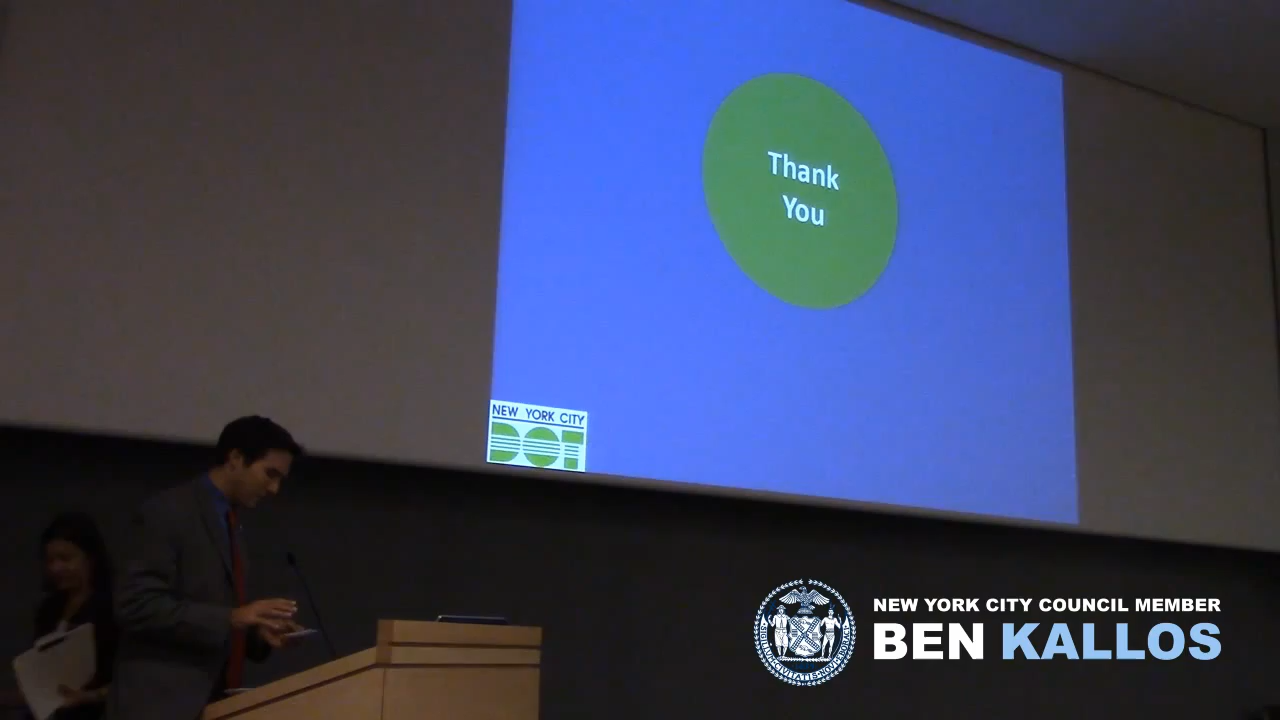 Thank
You
NEW YORK CITY
DOT
NEW YORK CITY COUNCIL MEMBER
BEN KALLOS